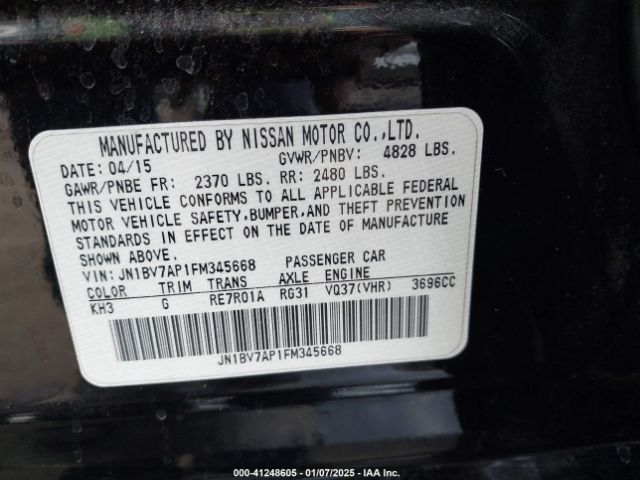 MANUFACTURED BY NISSAN MOTOR CO.,LTD.
DATE: 04/15 GVWR/PNBV: 4828 LBS.
GAWR/PNBE FR: 2370 LBS. RR: 2480 LBS.
THIS VEHICLE CONFORMS TO ALL APPLICABLE FEDERAL
MOTOR VEHICLE SAFETY,BUMPER,AND THEFT PREVENTION
STANDARDS IN EFFECT ON THE DATE OF MANUFACTURE
SHOWN ABOVE.
VIN: JN1BV7AP1FM345668 PASSENGER CAR
COLOR TRIM TRANS AXLE ENGINE
KH3 G RE7R01A RG31 VQ37(VHR) 3696CC
JN1BV7AP1FM345668
000-41248605 - 01/07/2025 - IAA Inc.